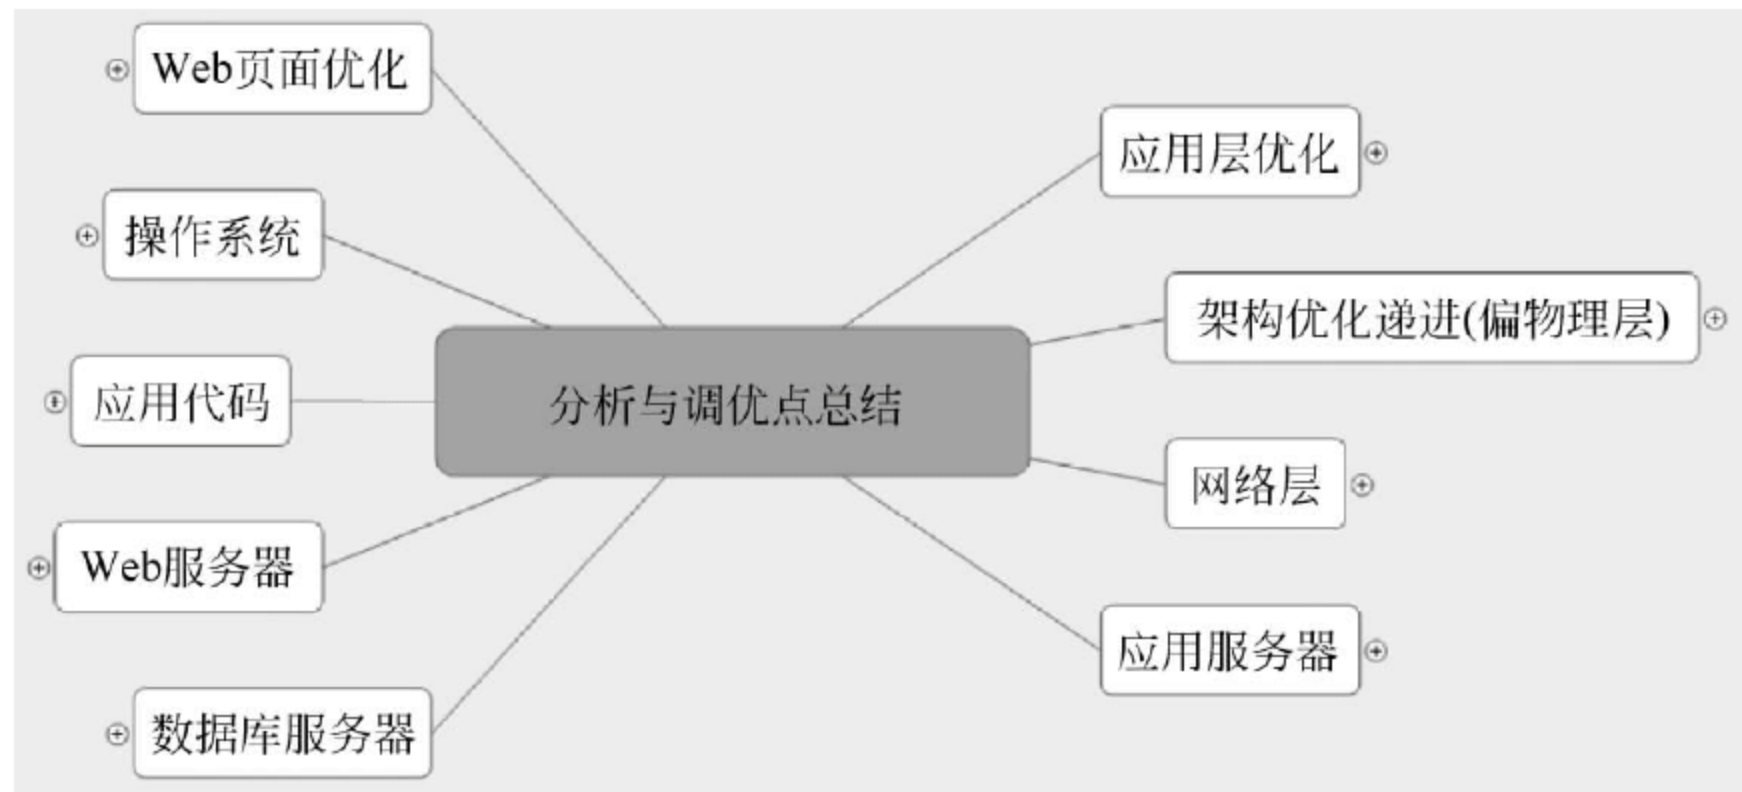 Web页面优化
操作系统
应用代码
Web服务器
数据库服务器
分析与调优点总结
应用层优化
架构优化递进(偏物理层)
网络层
应用服务器